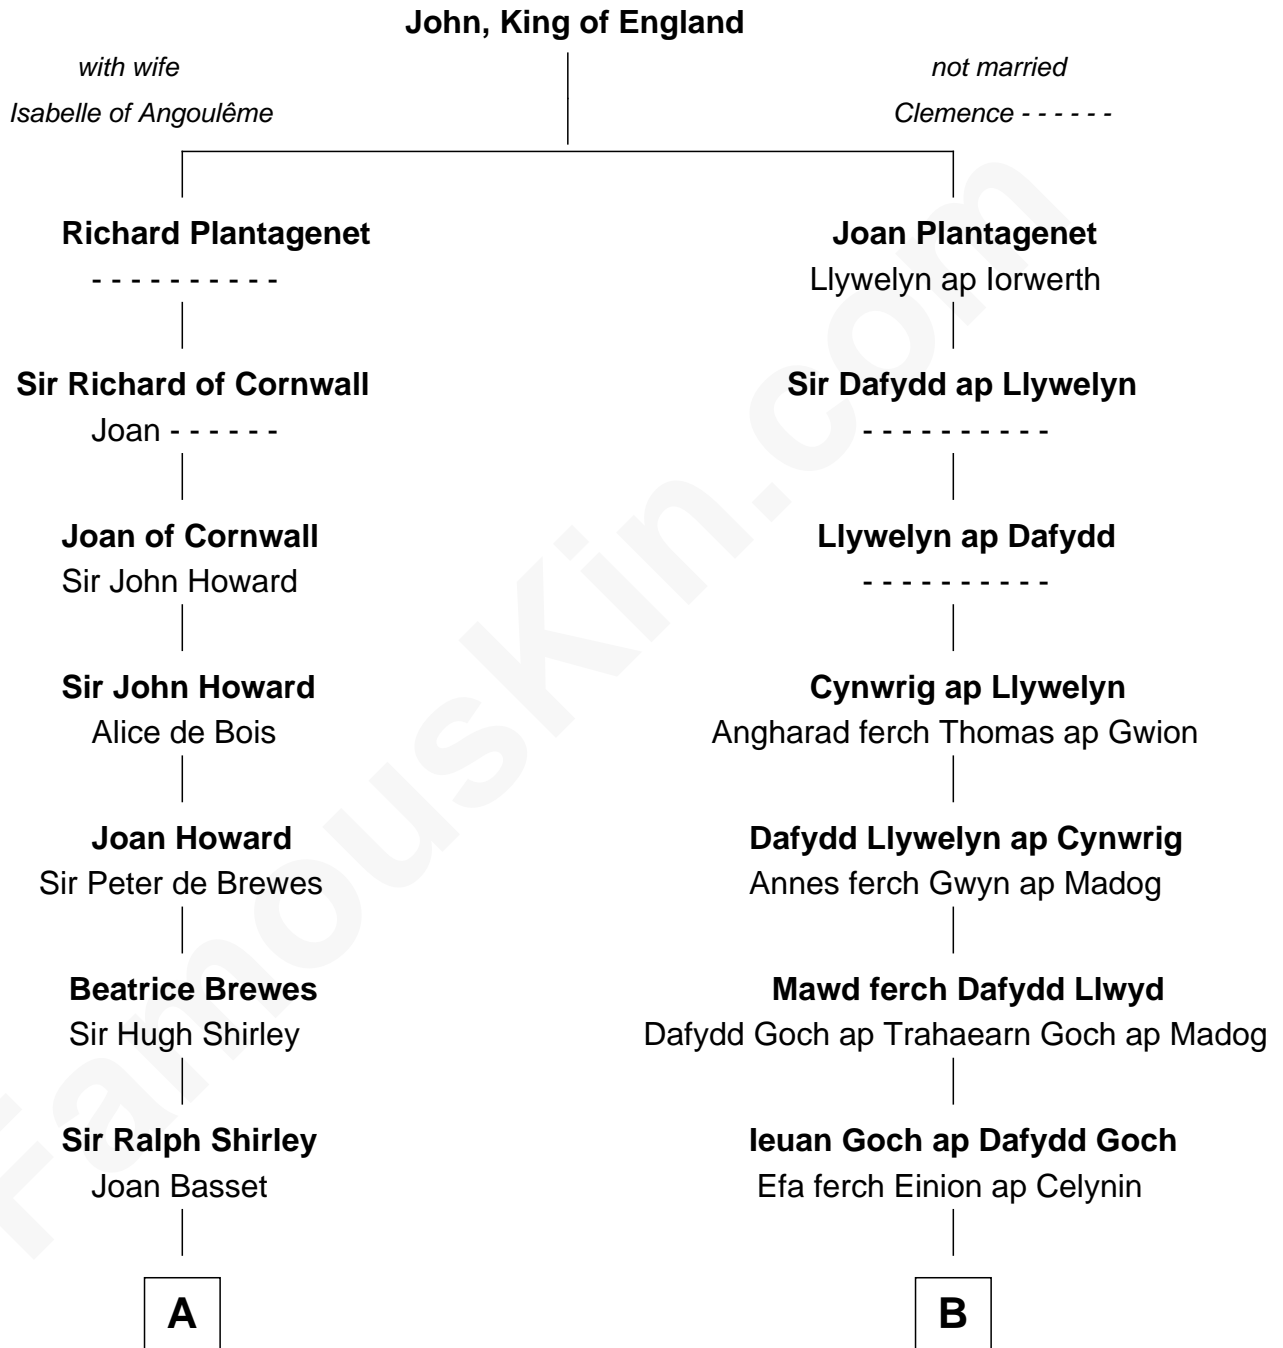 John, King of England
with wife
Isabelle of Angoulême
not married
Clemence - - - - - -
Richard Plantagenet
- - - - - - - - - -
Sir Richard of Cornwall
Joan - - - - - -
Joan of Cornwall
Sir John Howard
Sir John Howard
Alice de Bois
Joan Howard
Sir Peter de Brewes
Beatrice Brewes
Sir Hugh Shirley
Sir Ralph Shirley
Joan Basset
A
Joan Plantagenet
Llywelyn ap Iorwerth
Sir Dafydd ap Llywelyn
- - - - - - - - - -
Llywelyn ap Dafydd
- - - - - - - - - -
Cynwrig ap Llywelyn
Angharad ferch Thomas ap Gwion
Dafydd Llywelyn ap Cynwrig
Annes ferch Gwyn ap Madog
Mawd ferch Dafydd Llwyd
Dafydd Goch ap Trahaearn Goch ap Madog
Ieuan Goch ap Dafydd Goch
Efa ferch Einion ap Celynin
B
FamousKin.com